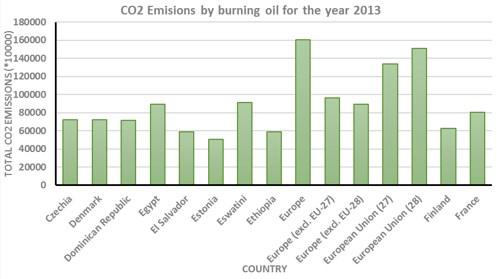 CO2 Emisions by burning oil for the year 2013
TOTAL CO2 EMISSIONS (*10000)
180000
160000
140000
120000
100000
80000
60000
40000
20000
0
Czechia
Denmark
Dominican Republic
Egypt
El Salvador
Estonia
Eswatini
Ethiopia
Europe
Europe (excl. EU-27)
Europe (excl. EU-28)
European Union (27)
European Union (28)
Finland
France
COUNTRY